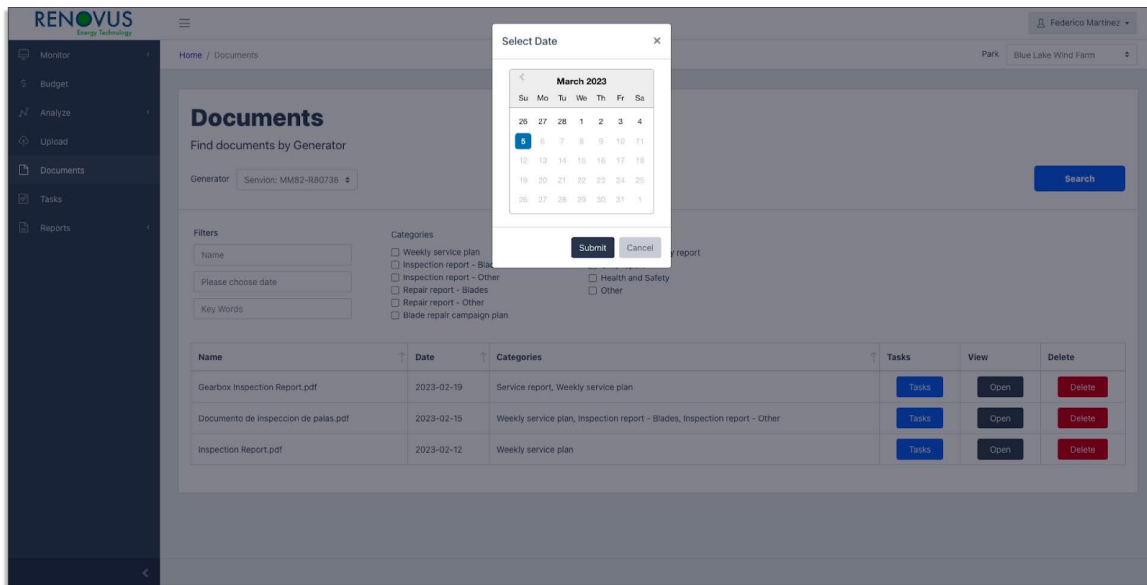 RENOVUS
Energy Technology
Federico Martinez
Select Date
×
Monitor
Home / Documents
Park Blue Lake Wind Farm
Budget
March 2023
Su Mo Tu We Th Fr Sa
Analyze
Documents
26 27 28 1 2 3 4
Upload
Find documents by Generator
5 6 7 8 9 10 11
12 13 14 15 16 17 18
Documents
Generator Senvion: MM82-R80736
19 20 21 22 23 24 25
Search
Tasks
26 27 28 29 30 31 1
Reports
Filters
Categories
Submit Cancel
Name
Weekly service plan
report
Inspection report -
Please choose date
Inspection report - Other
Health and Safety
Repair report - Blades
Other
Key Words
Repair report - Other
Blade repair campaign plan
Name Date Categories Tasks View Delete
Gearbox Inspection Report.pdf 2023-02-19 Service report, Weekly service plan Tasks Open Delete
Documento de inspeccion de palas.pdf 2023-02-15 Weekly service plan, Inspection report - Blades, Inspection report - Other Tasks Open Delete
Inspection Report.pdf 2023-02-12 Weekly service plan Tasks Open Delete